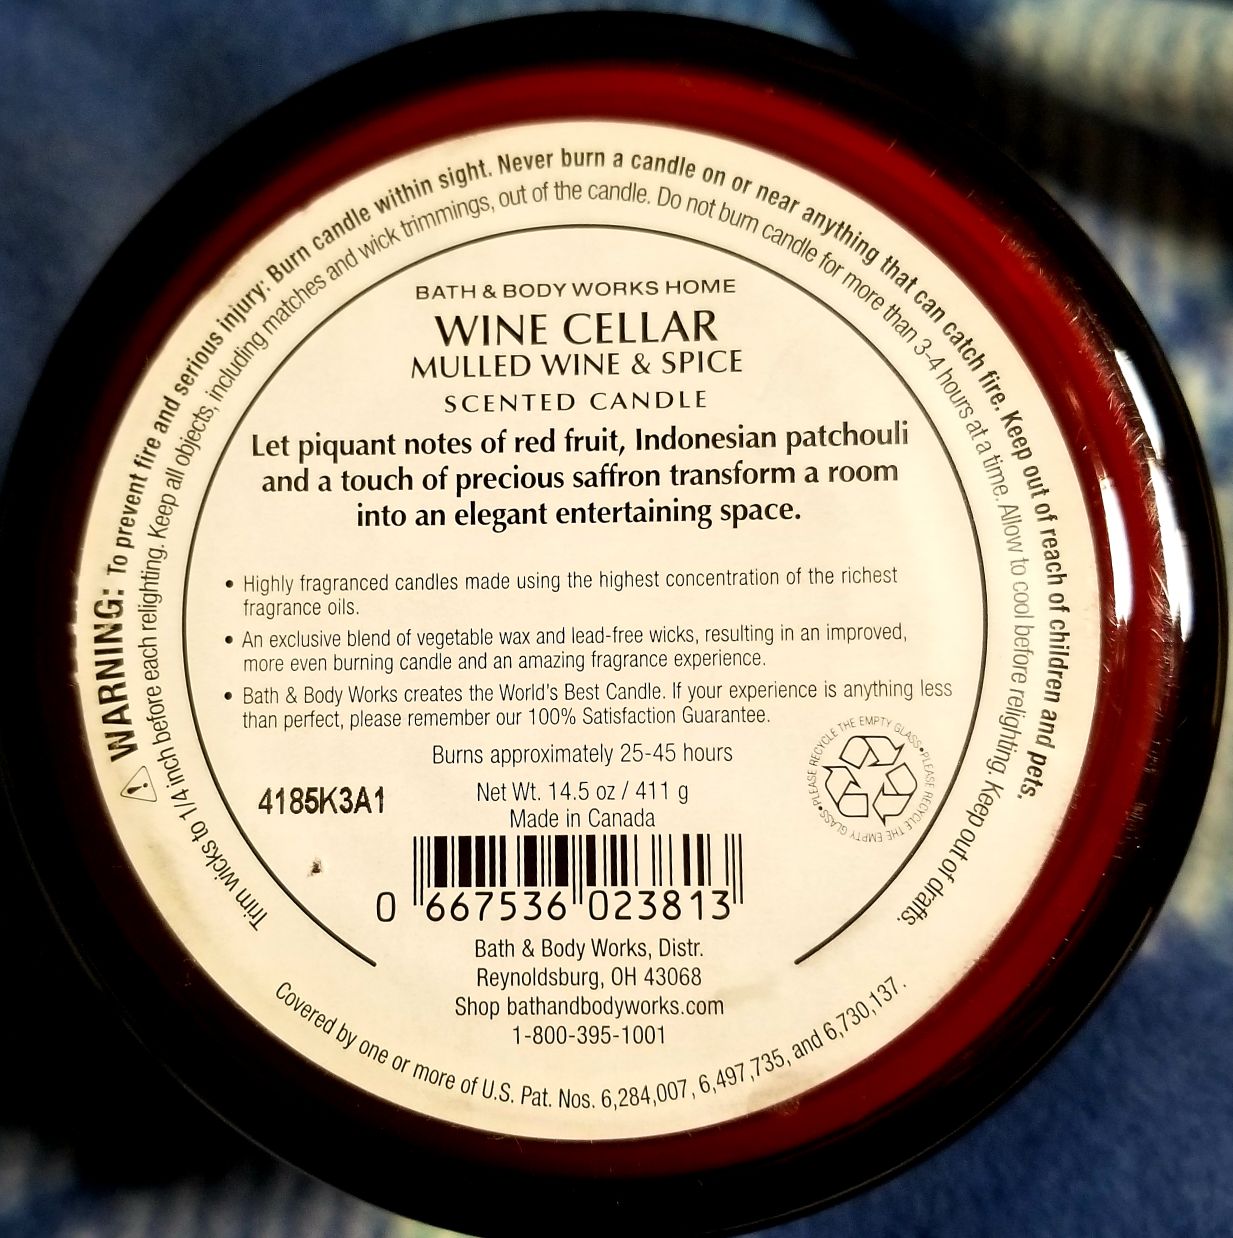 WARNING: To prevent fire and serious injury: Burn candle within sight. Never burn a candle on or near anything that can catch fire. Keep out of reach of children and pets.
Trim wicks to 1/4 inch before each relighting. Keep all objects, including matches and wick trimmings, out of the candle. Do not burn candle for more than 3-4 hours at a time. Allow to cool before relighting. Keep out of drafts.
BATH & BODY WORKS HOME
WINE CELLAR
MULLED WINE & SPICE
SCENTED CANDLE
Let piquant notes of red fruit, Indonesian patchouli
and a touch of precious saffron transform a room
into an elegant entertaining space.
• Highly fragranced candles made using the highest concentration of the richest
fragrance oils.
• An exclusive blend of vegetable wax and lead-free wicks, resulting in an improved,
more even burning candle and an amazing fragrance experience.
• Bath & Body Works creates the World's Best Candle. If your experience is anything less
than perfect, please remember our 100% Satisfaction Guarantee.
Burns approximately 25-45 hours
PLEASE RECYCLE THE EMPTY GLASS•PLEASE RECYCLE THE EMPTY GLASS•
4185K3A1
Net Wt. 14.5 oz / 411 g
Made in Canada
0 667536 023813
Bath & Body Works, Distr.
Reynoldsburg, OH 43068
Shop bathandbodyworks.com
1-800-395-1001
Covered by one or more of U.S. Pat. Nos. 6,284,007, 6,497,735, and 6,730,137.